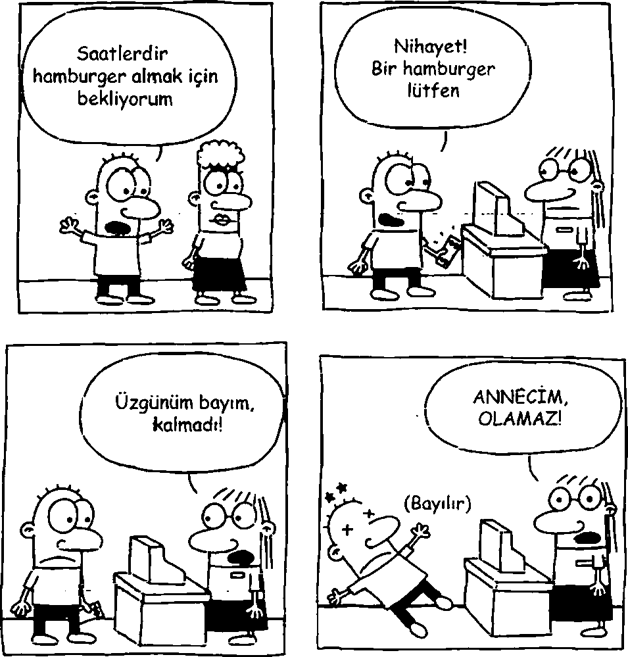 Saatlerdir
hamburger almak için
bekliyorum
Nihayet!
Bir hamburger
lütfen
Üzgünüm bayım,
kalmadı!
ANNECİM,
OLAMAZ!
(Bayılır)